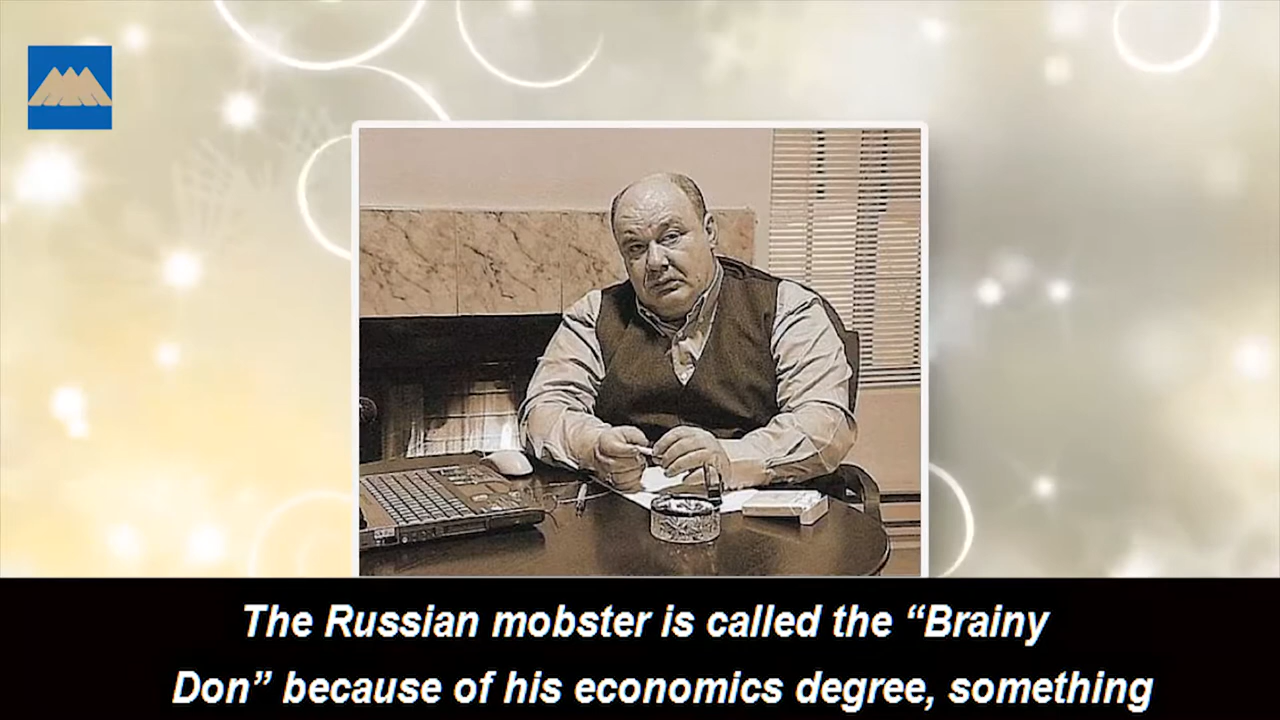 The Russian mobster is called the “Brainy
Don” because of his economics degree, something